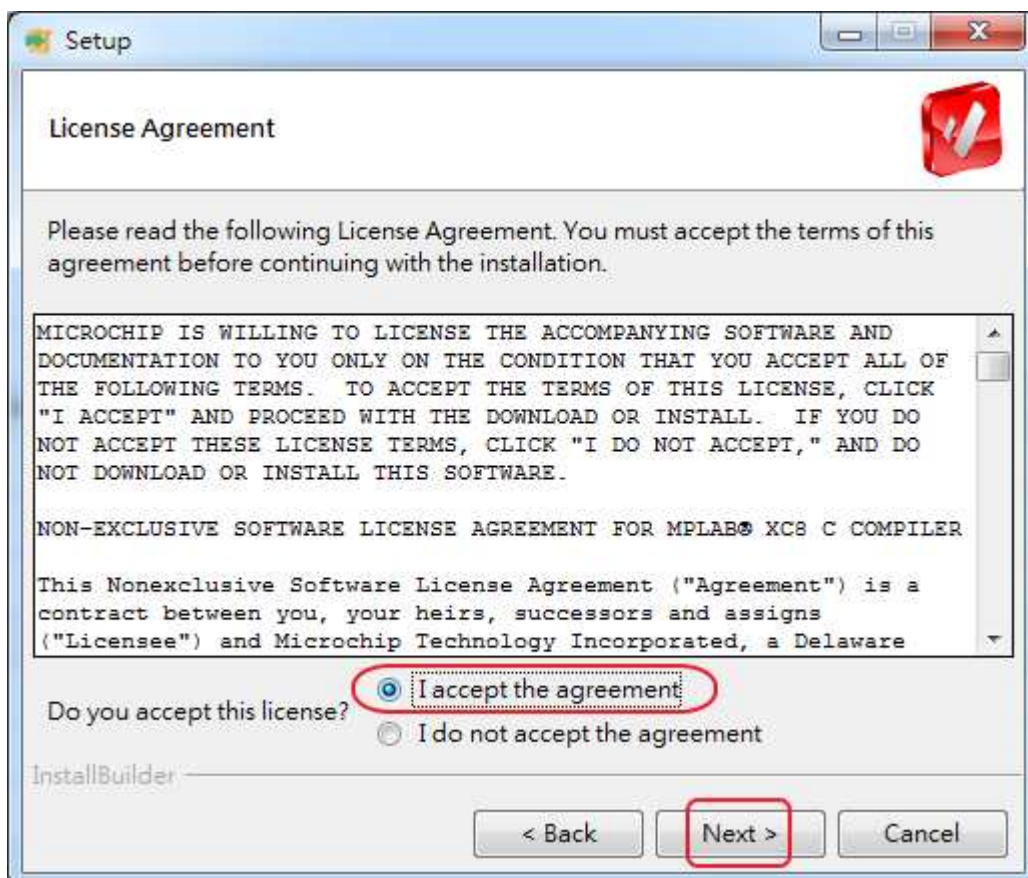 Setup
License Agreement
Please read the following License Agreement. You must accept the terms of this
agreement before continuing with the installation.
MICROCHIP IS WILLING TO LICENSE THE ACCOMPANYING SOFTWARE AND
DOCUMENTATION TO YOU ONLY ON THE CONDITION THAT YOU ACCEPT ALL OF
THE FOLLOWING TERMS.  TO ACCEPT THE TERMS OF THIS LICENSE, CLICK
"I ACCEPT" AND PROCEED WITH THE DOWNLOAD OR INSTALL.  IF YOU DO
NOT ACCEPT THESE LICENSE TERMS, CLICK "I DO NOT ACCEPT," AND DO
NOT DOWNLOAD OR INSTALL THIS SOFTWARE.
NON-EXCLUSIVE SOFTWARE LICENSE AGREEMENT FOR MPLAB® XC8 C COMPILER
This Nonexclusive Software License Agreement ("Agreement") is a
contract between you, your heirs, successors and assigns
("Licensee") and Microchip Technology Incorporated, a Delaware
Do you accept this license?
I accept the agreement
I do not accept the agreement
InstallBuilder
< Back
Next >
Cancel